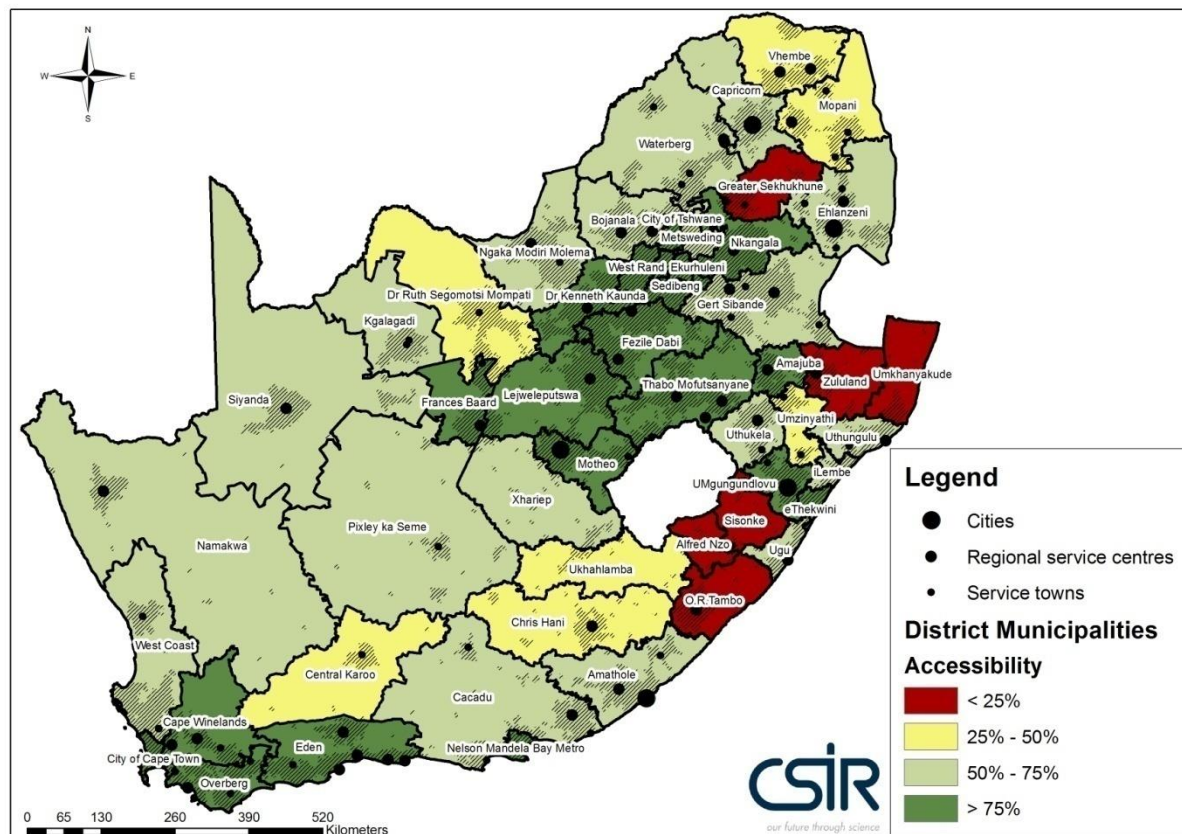 N
W E
S
Vhembe
Capricorn
Mopani
Waterberg
Greater Sekhukhune
Ehlanzeni
Bojanala
City of Tshwane
Metsweding
Nkangala
Ngaka Modiri Molema
West Rand
Ekurhuleni
Sedibeng
Dr Ruth Segomotsi Mompati
Dr Kenneth Kaunda
Gert Sibande
Kgalagadi
Fezile Dabi
Amajuba
Umkhanyakude
Zululand
Thabo Mofutsanyane
Siyanda
Frances Baard
Lejweleputswa
Umzinyathi
Uthukela
Uthungulu
Motheo
iLembe
UMgungundlovu
Xhariep
eThekwini
Sisonke
Pixley ka Seme
Namakwa
Alfred Nzo
Ugu
Ukhahlamba
O.R.Tambo
Chris Hani
West Coast
Central Karoo
Amathole
Cacadu
Cape Winelands
Eden
Nelson Mandela Bay Metro
City of Cape Town
Overberg
Legend
Cities
Regional service centres
Service towns
District Municipalities
Accessibility
< 25%
25% - 50%
50% - 75%
> 75%
CSIR
our future through science
0 65 130 260 390 520
Kilometers